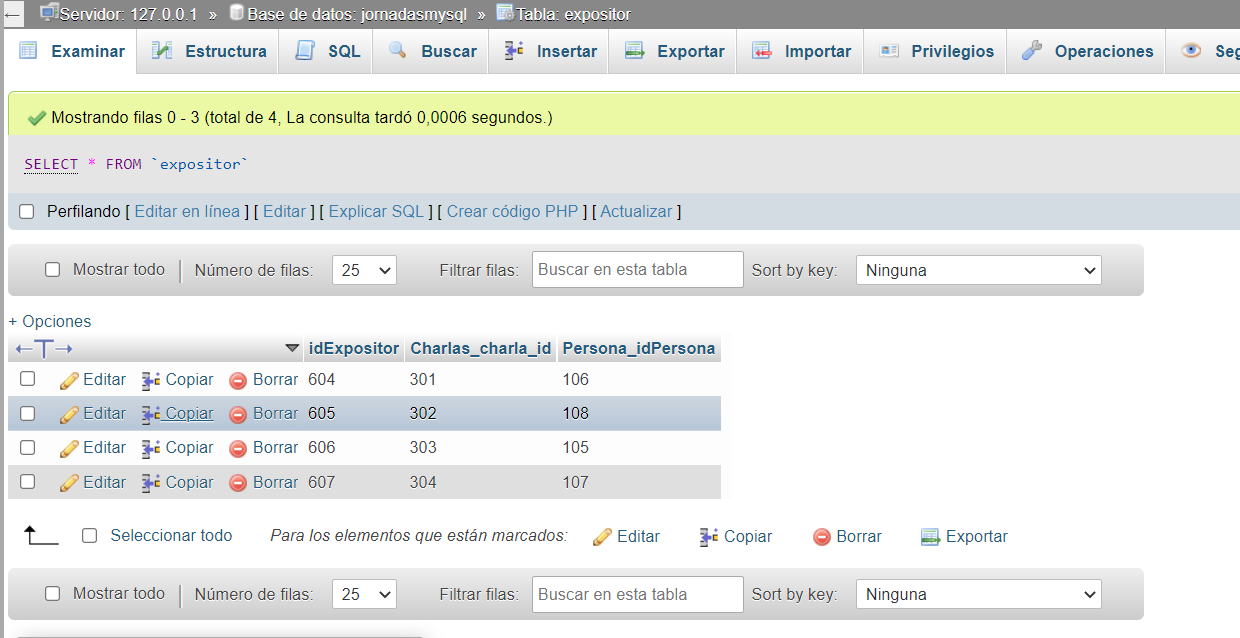 Servidor: 127.0.0.1 » Base de datos: jornadasmysql » Tabla: expositor
Examinar Estructura SQL Buscar Insertar Exportar Importar Privilegios Operaciones Seg
Mostrando filas 0 - 3 (total de 4, La consulta tardó 0,0006 segundos.)
SELECT * FROM `expositor`
Perfilando [ Editar en línea ] [ Editar ] [ Explicar SQL ] [ Crear código PHP ] [ Actualizar ]
Mostrar todo | Número de filas: 25 Filtrar filas: Buscar en esta tabla Sort by key: Ninguna
+ Opciones
←T→ idExpositor Charlas_charla_id Persona_idPersona
Editar Copiar Borrar 604 301 106
Editar Copiar Borrar 605 302 108
Editar Copiar Borrar 606 303 105
Editar Copiar Borrar 607 304 107
Seleccionar todo Para los elementos que están marcados: Editar Copiar Borrar Exportar
Mostrar todo | Número de filas: 25 Filtrar filas: Buscar en esta tabla Sort by key: Ninguna